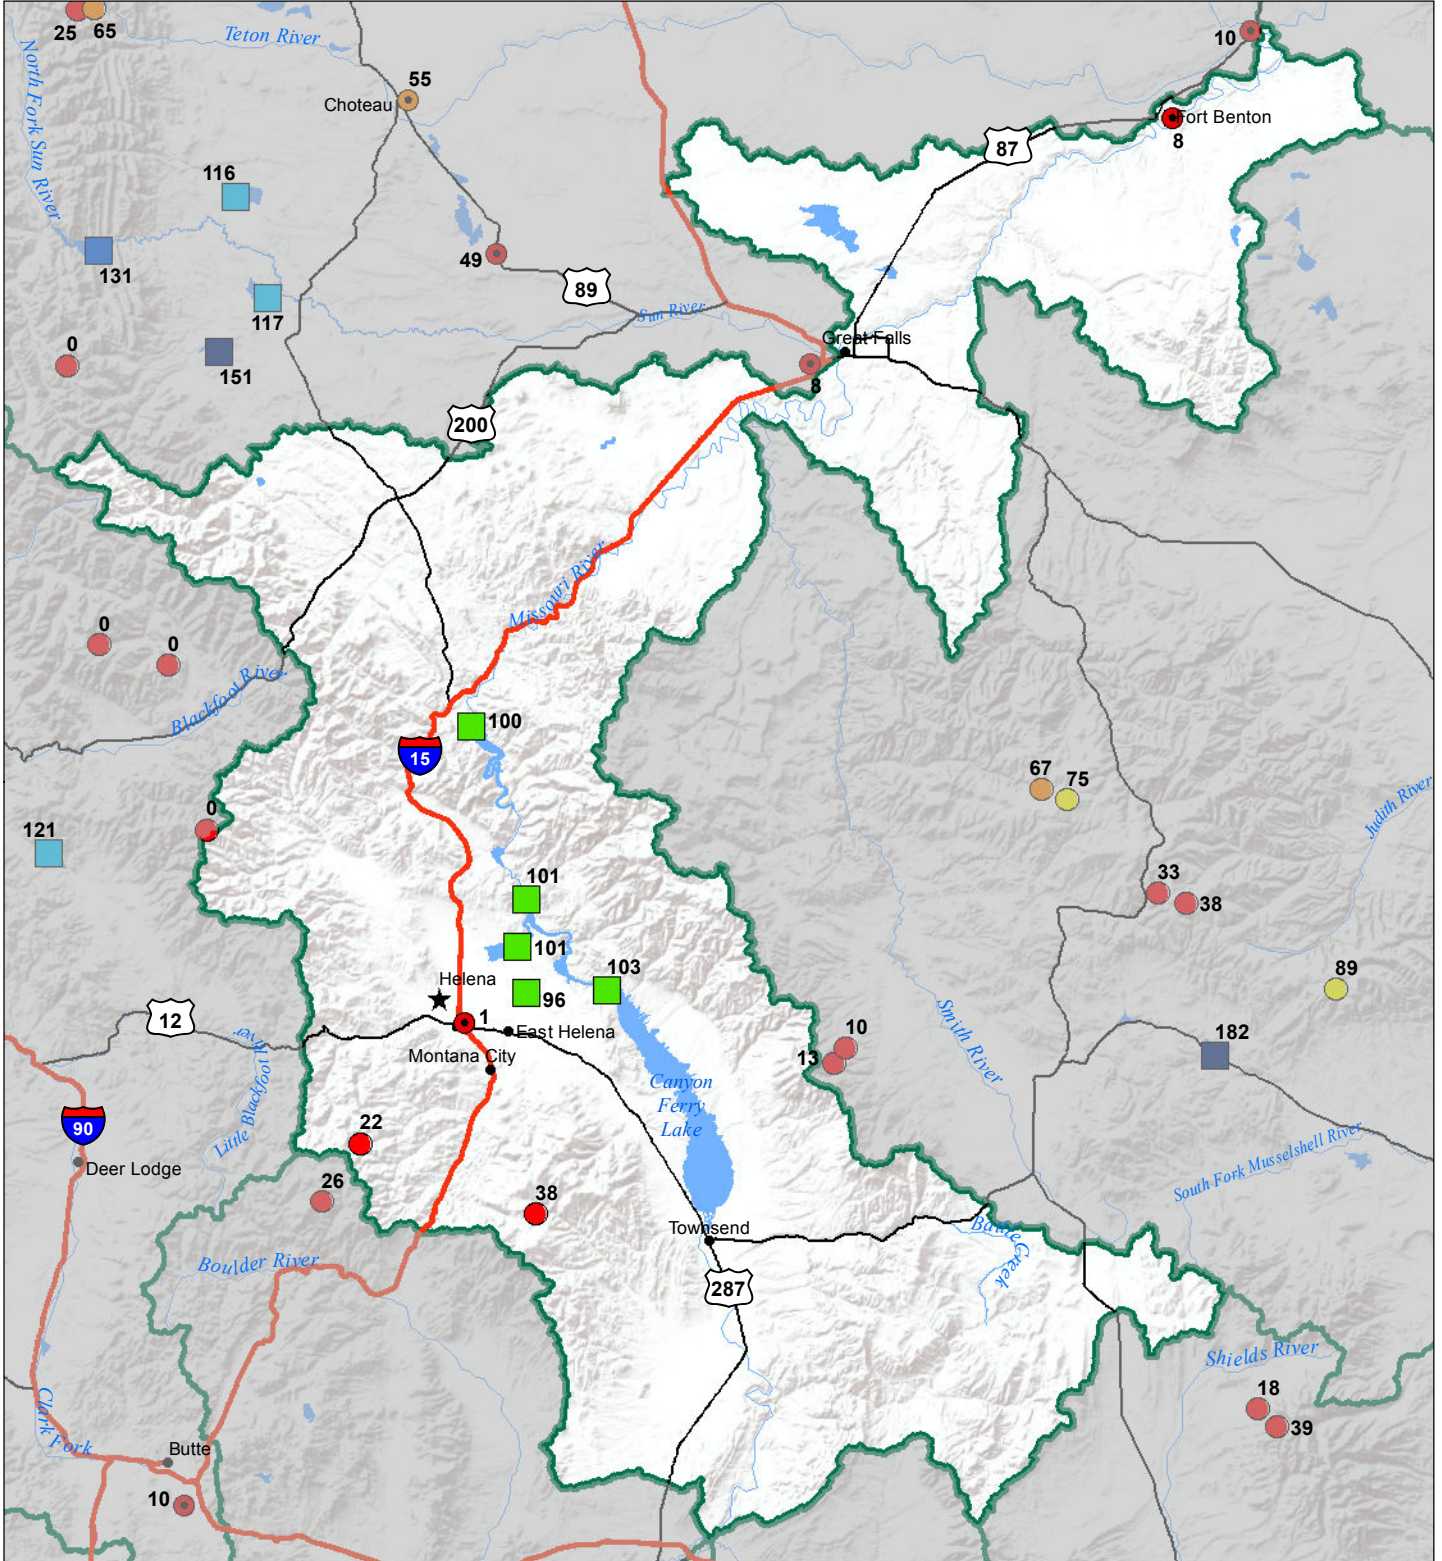 25
65
Teton River
10
North Fork Sun River
55
Choteau
Fort Benton
8
87
116
131
49
89
117
Sun River
Great Falls
0
151
8
200
Missouri River
0
0
Blackfoot River
100
15
67
75
Judith River
0
121
33
38
101
101
103
Helena
96
89
12
1
East Helena
Smith River
10
13
182
Montana City
Little Blackfoot River
Canyon
Ferry
Lake
90
22
Deer Lodge
South Fork Musselshell River
26
38
Townsend
Battle Creek
Boulder River
287
Shields River
18
39
Clark Fork
Butte
10